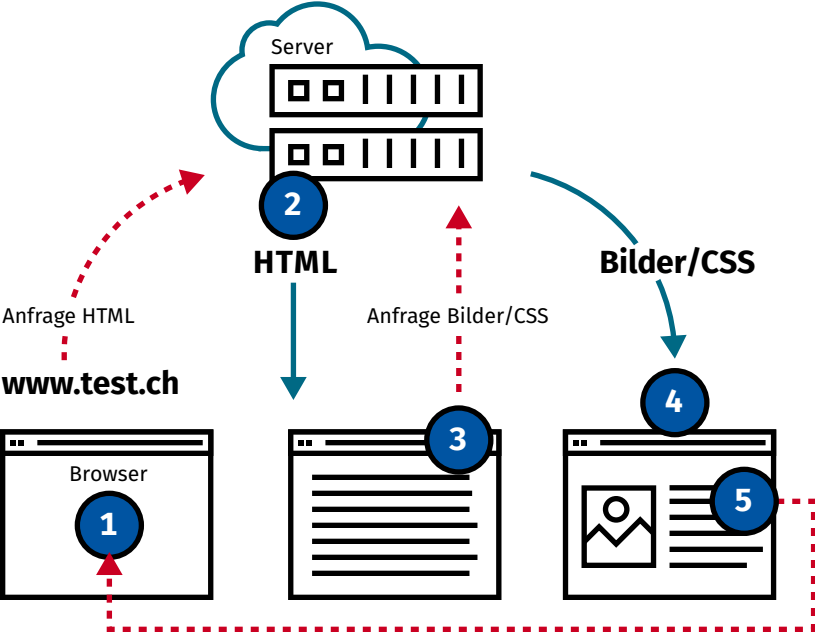 Server
2
HTML
Bilder/CSS
Anfrage HTML
Anfrage Bilder/CSS
www.test.ch
4
3
Browser
1
5